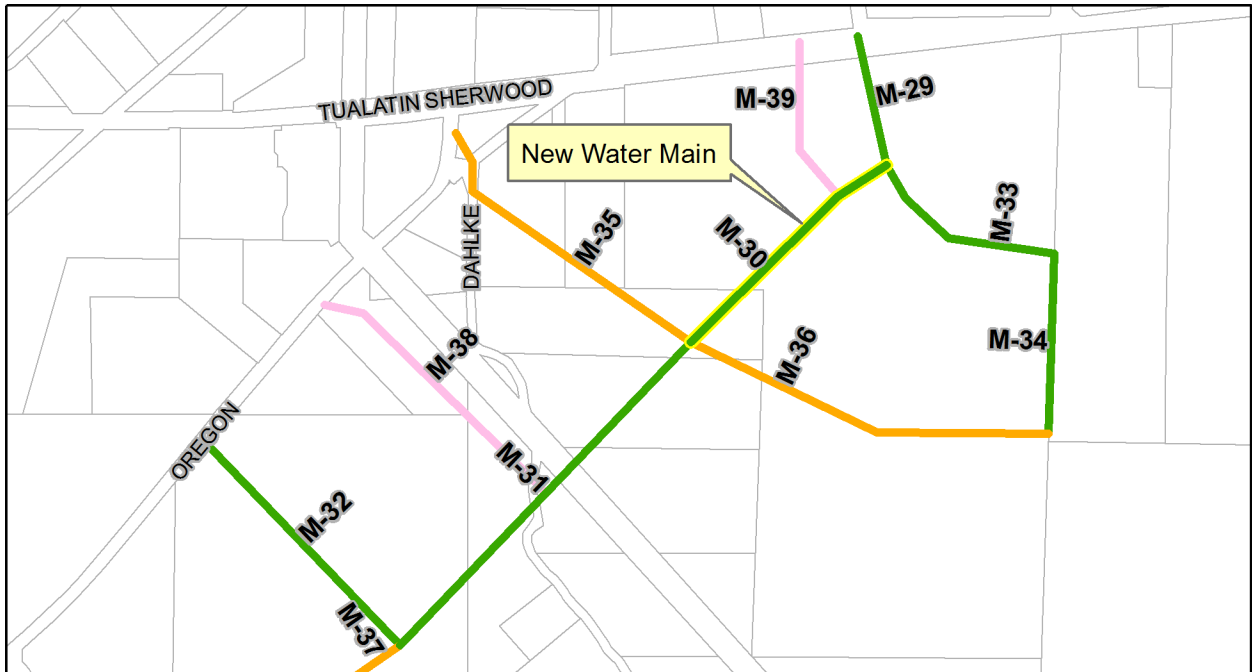 M-29
M-39
TUALATIN SHERWOOD
New Water Main
M-33
M-35
M-30
DAHLKE
M-34
M-36
M-38
OREGON
M-31
M-32
M-37